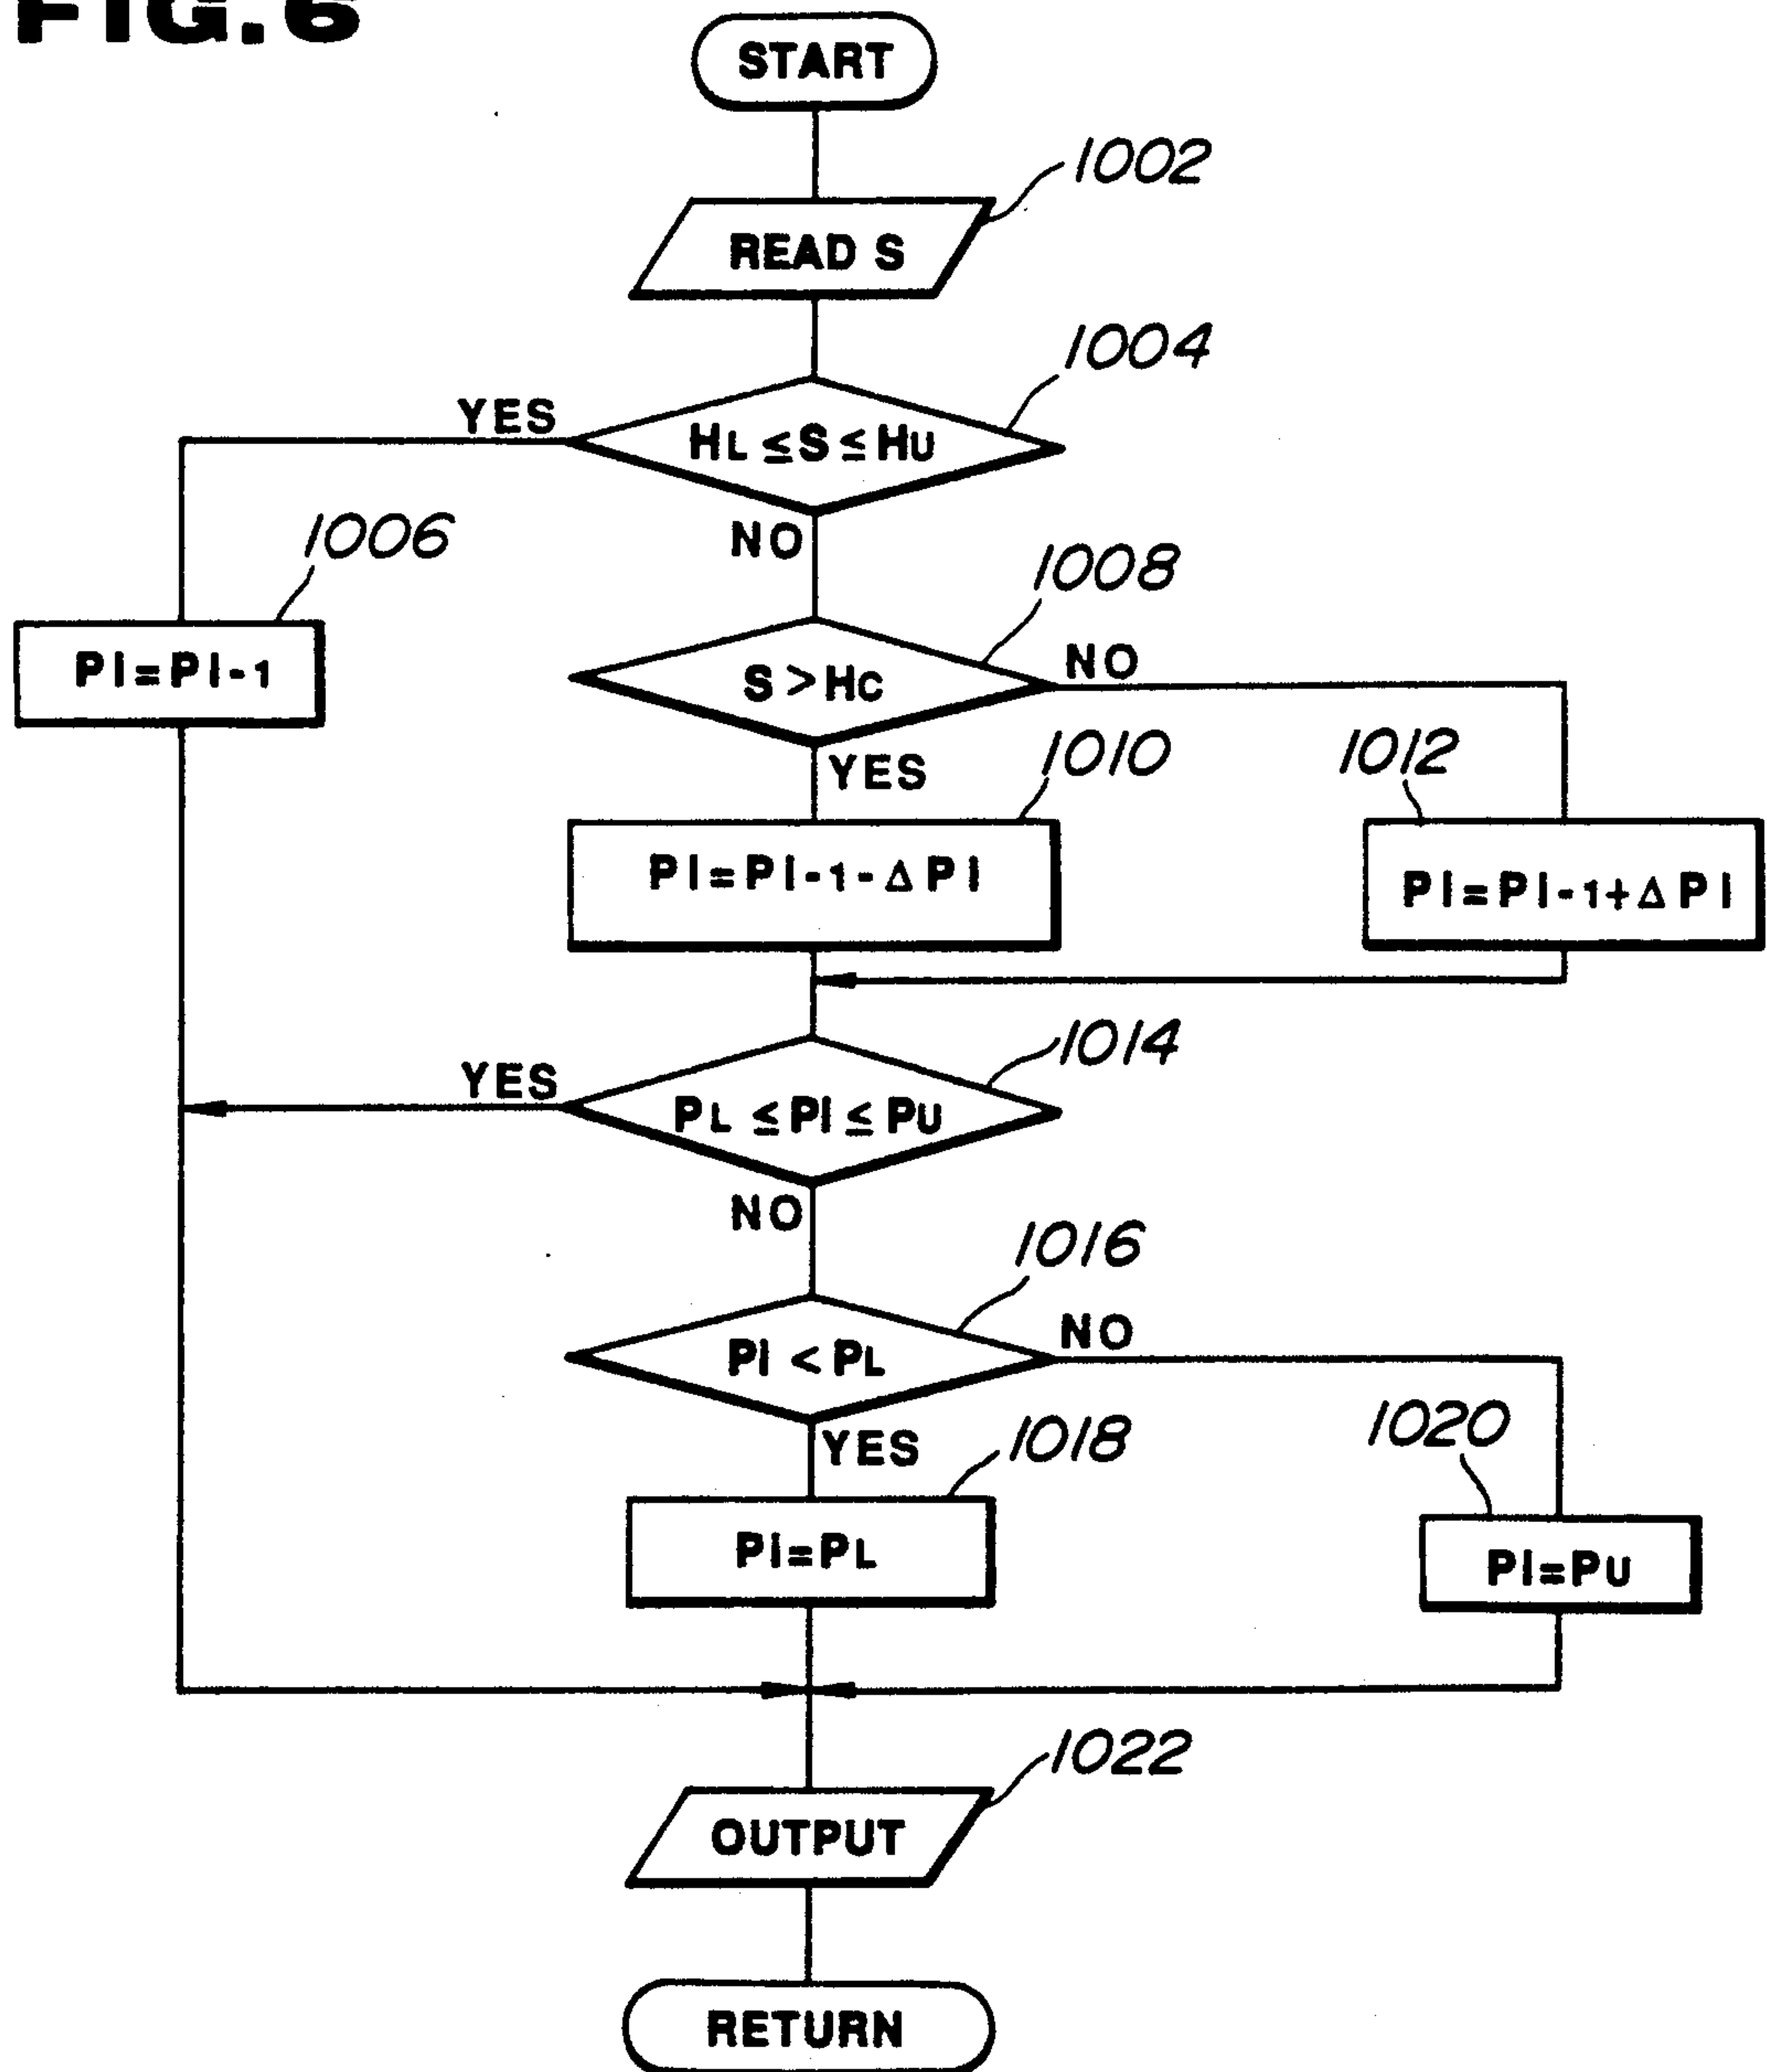 FIG. 6
START
1002
READ S
1004
YES
HL ≤ S ≤ HU
NO
1006
PI=PI-1
1008
S > HC
NO
YES
1010
PI=PI-1-Δ PI
1012
PI=PI-1+Δ PI
1014
YES
PL ≤ PI ≤ PU
NO
1016
PI < PL
NO
YES
1018
PI=PL
1020
PI=PU
1022
OUTPUT
RETURN